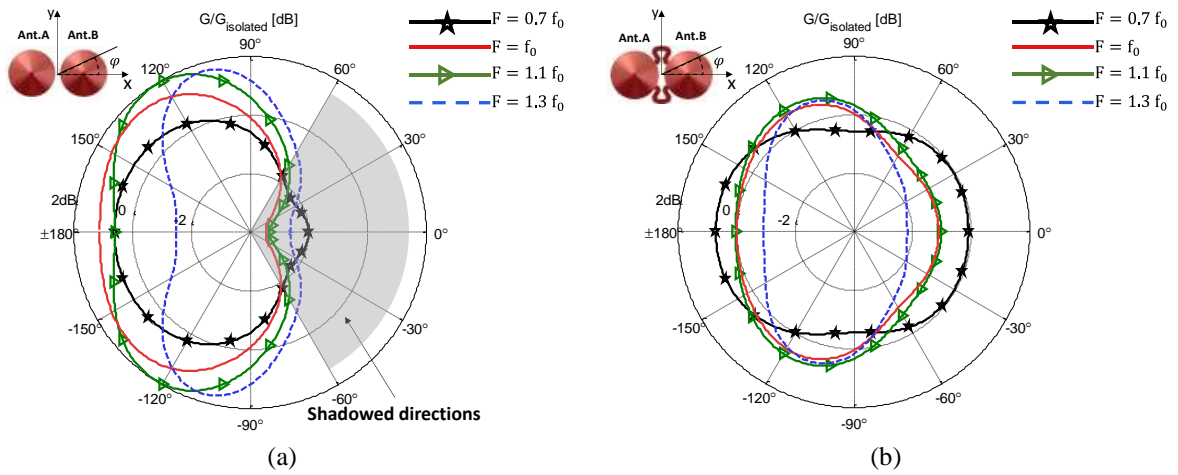 y
Ant.A Ant.B
φ
X
G/G isolated [dB]
90°
120°
60°
150°
30°
2dB
0
-2
±180°
0°
-150°
-30°
-120°
-60°
-90°
Shadowed directions
F = 0.7 f₀
F = f₀
F = 1.1 f₀
F = 1.3 f₀
(a)
y
Ant.A Ant.B
φ
X
G/G isolated [dB]
90°
120°
60°
150°
30°
2dB
0
-2
±180°
0°
-150°
-30°
-120°
-60°
-90°
F = 0.7 f₀
F = f₀
F = 1.1 f₀
F = 1.3 f₀
(b)